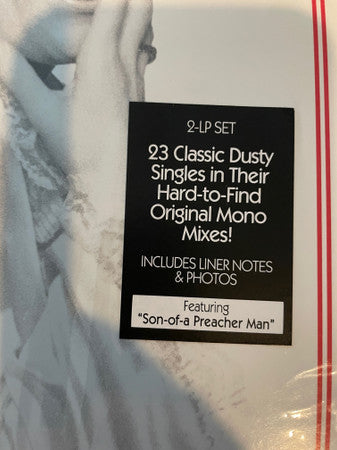 2-LP SET
23 Classic Dusty
Singles in Their
Hard-to-Find
Original Mono
Mixes!
INCLUDES LINER NOTES
& PHOTOS
Featuring
"Son-of-a Preacher Man"